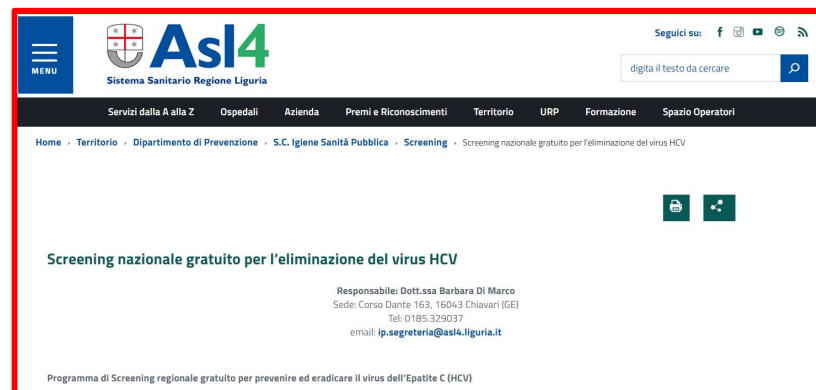 Seguici su:
MENU
Asl4
Sistema Sanitario Regione Liguria
digita il testo da cercare
Servizi dalla A alla Z Ospedali Azienda Premi e Riconoscimenti Territorio URP Formazione Spazio Operatori
Home › Territorio › Dipartimento di Prevenzione › S.C. Igiene Sanità Pubblica › Screening › Screening nazionale gratuito per l'eliminazione del virus HCV
Screening nazionale gratuito per l’eliminazione del virus HCV
Responsabile: Dott.ssa Barbara Di Marco
Sede: Corso Dante 163, 16043 Chiavari (GE)
Tel: 0185.329037
email: ip.segreteria@asl4.liguria.it
Programma di Screening regionale gratuito per prevenire ed eradicare il virus dell’Epatite C (HCV)